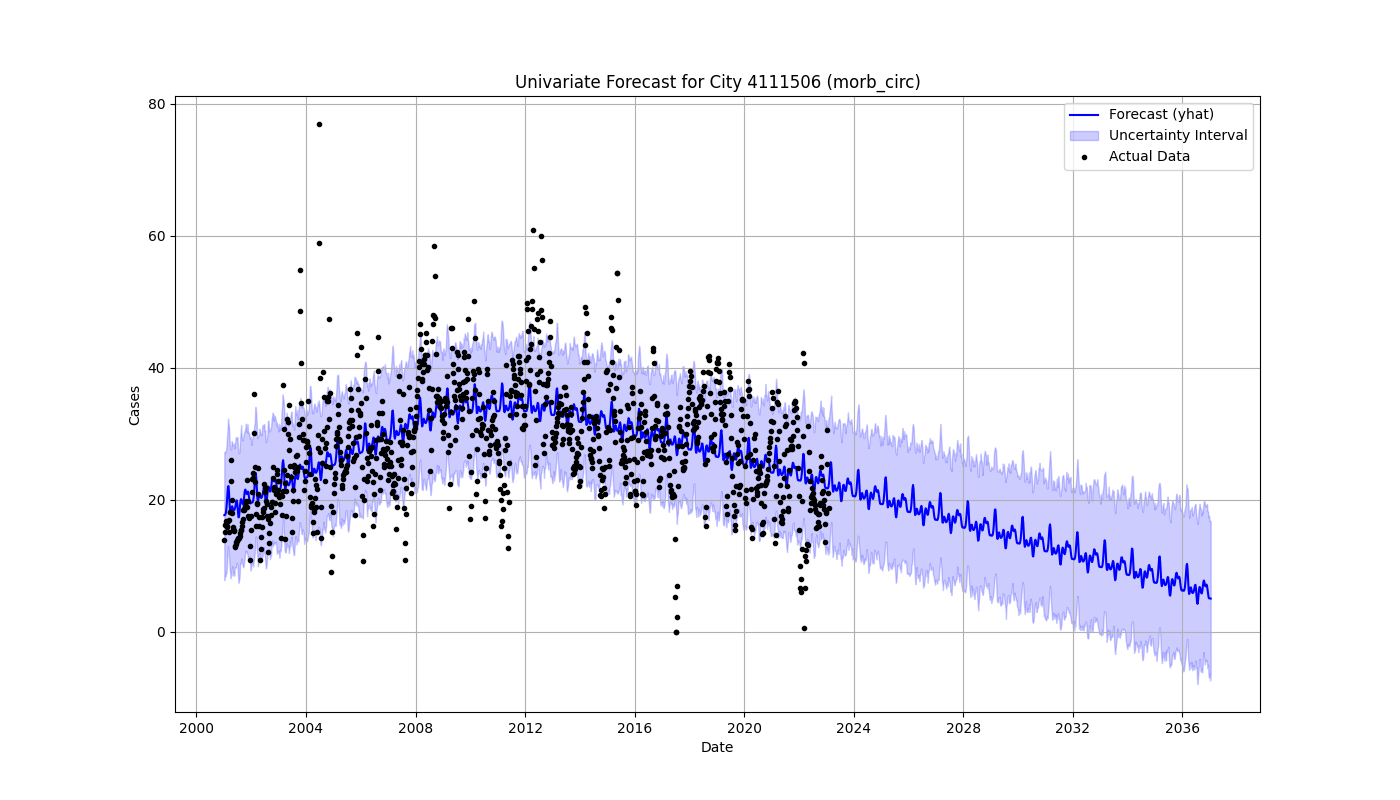 Univariate Forecast for City 4111506 (morb_circ)
Forecast (yhat)
Uncertainty Interval
Actual Data
80
60
40
20
0
Cases
2000 2004 2008 2012 2016 2020 2024 2028 2032 2036
Date